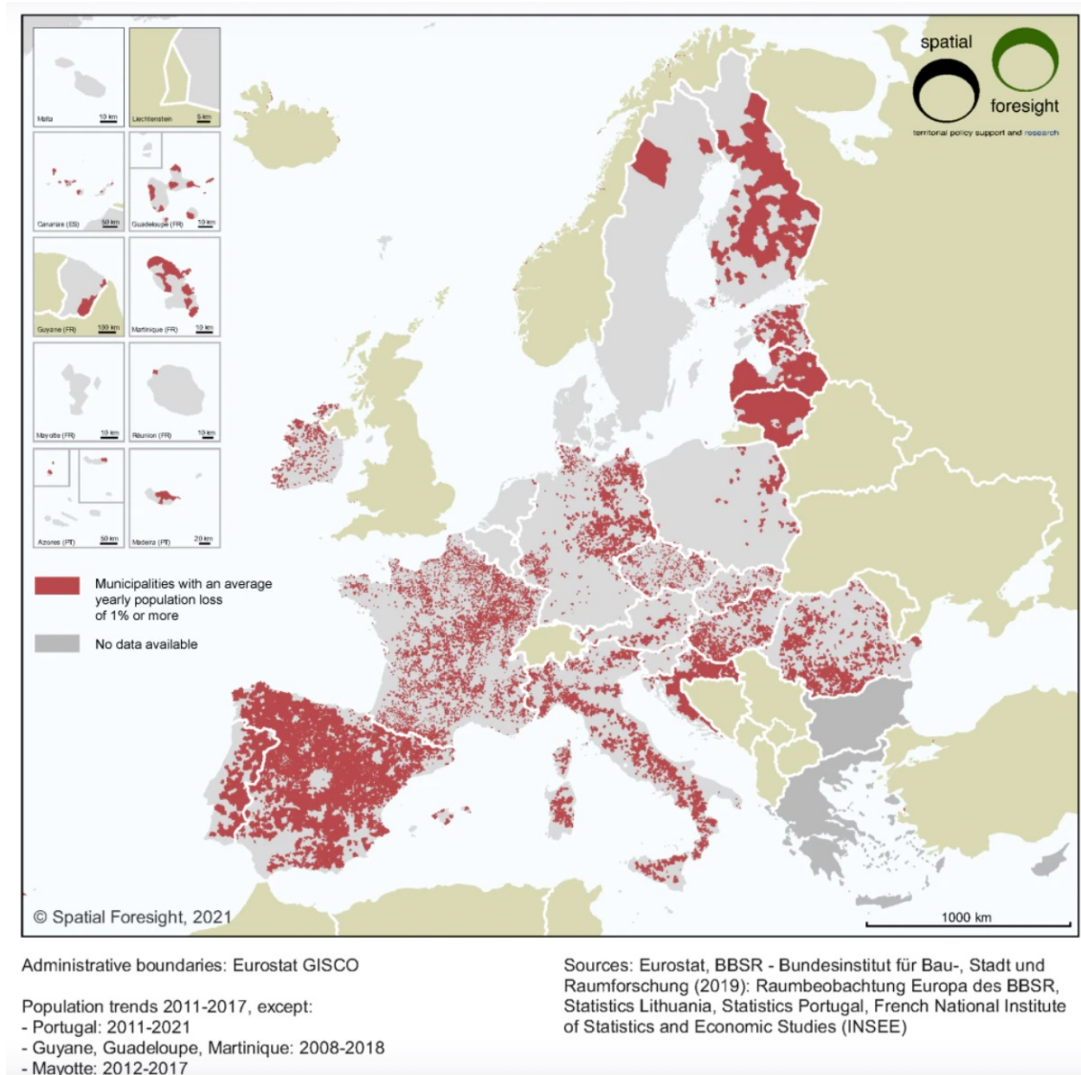 spatial
foresight
territorial policy support and research
Malta
10 km
Liechtenstein
5 km
Canarias (ES)
50 km
Guadeloupe (FR)
10 km
Guyane (FR)
100 km
Martinique (FR)
10 km
Mayotte (FR)
10 km
Réunion (FR)
10 km
Azores (PT)
50 km
Madeira (PT)
20 km
Municipalities with an average
yearly population loss
of 1% or more
No data available
© Spatial Foresight, 2021
1000 km
Administrative boundaries: Eurostat GISCO
Population trends 2011-2017, except:
- Portugal: 2011-2021
- Guyane, Guadeloupe, Martinique: 2008-2018
- Mayotte: 2012-2017
Sources: Eurostat, BBSR - Bundesinstitut für Bau-, Stadt und
Raumforschung (2019): Raumbeobachtung Europa des BBSR,
Statistics Lithuania, Statistics Portugal, French National Institute
of Statistics and Economic Studies (INSEE)